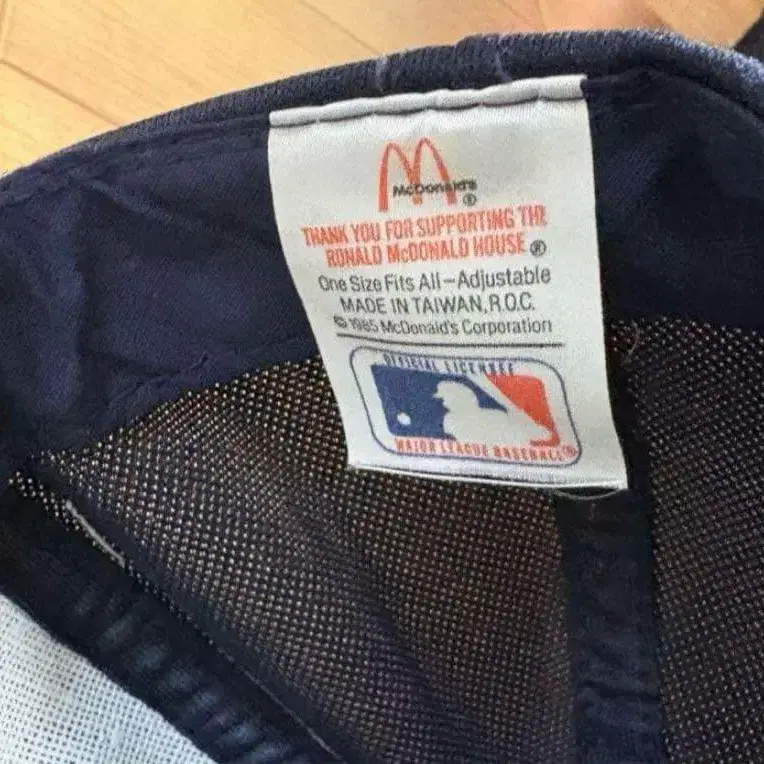 McDonald's
®
THANK YOU FOR SUPPORTING THE
RONALD McDONALD HOUSE ®
One Size Fits All-Adjustable
MADE IN TAIWAN, R.O.C.
© 1985 McDonald's Corporation
OFFICIAL LICENSEE
MAJOR LEAGUE BASEBALL ®